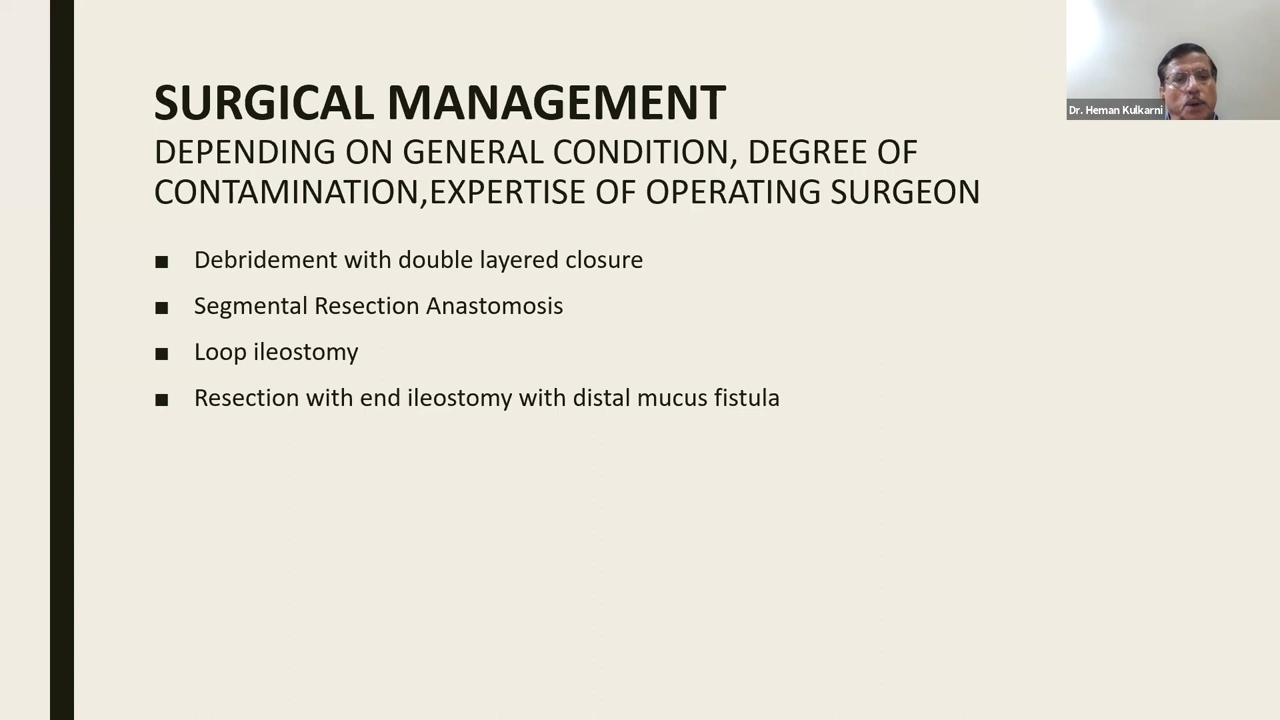 SURGICAL MANAGEMENT
DEPENDING ON GENERAL CONDITION, DEGREE OF
CONTAMINATION,EXPERTISE OF OPERATING SURGEON
■ Debridement with double layered closure
■ Segmental Resection Anastomosis
■ Loop ileostomy
■ Resection with end ileostomy with distal mucus fistula
Dr. Heman Kulkarni